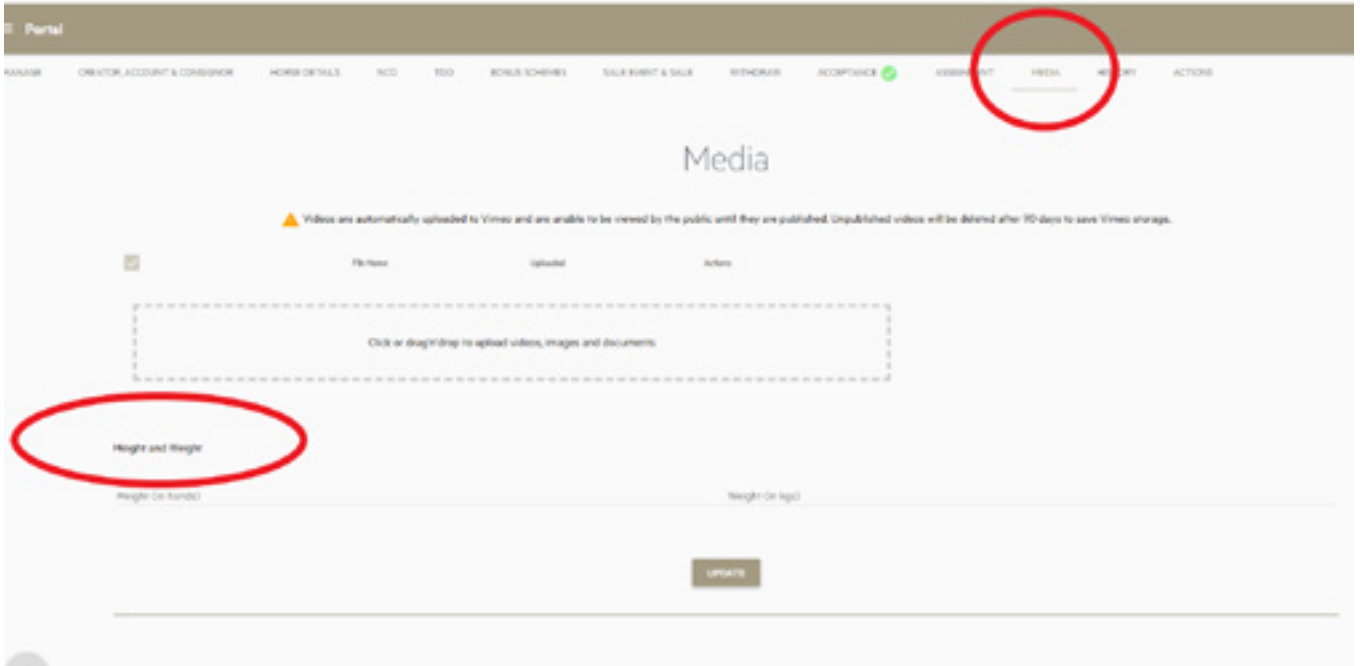 Portal
MANAGE CREATOR, ACCOUNT & CONSIGNOR HORSE DETAILS NCO TDO BONUS SCHEMES SALE EVENT & SALE WITHDRAW ACCEPTANCE ASSIGNMENT MEDIA HISTORY ACTIONS
Media
Videos are automatically uploaded to Vimeo and are unable to be viewed by the public until they are published. Unpublished videos will be deleted after 90 days to save Vimeo storage.
File Name Uploaded Actions
Click or drag'n'drop to upload videos, images and documents
Height and Weight
Height (in hands) Weight (in kgs)
UPDATE